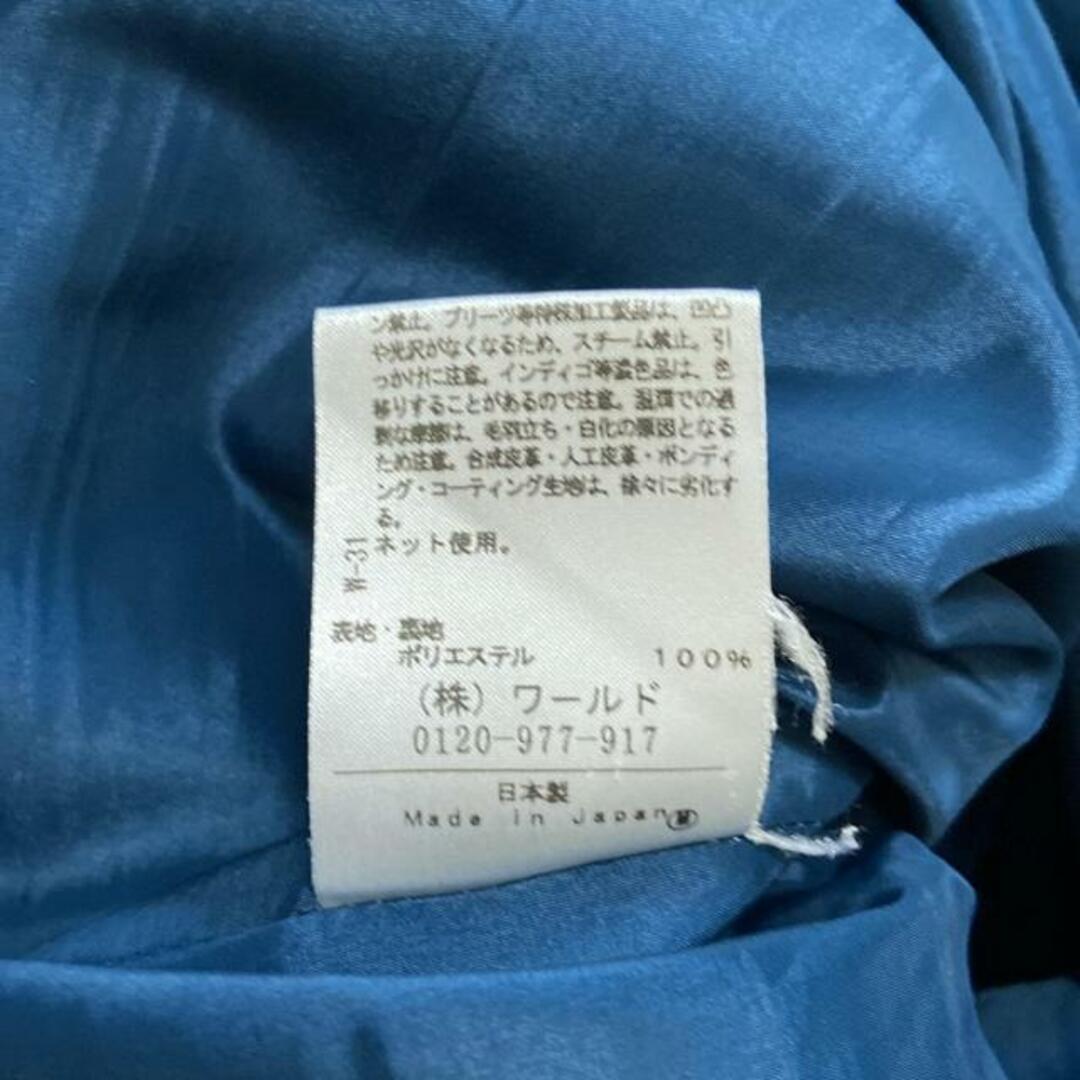 ン禁止。プリーツ等特殊加工製品は、凹凸
や光沢がなくなるため、スチーム禁止。引
っかけに注意。インディゴ等濃色品は、色
移りすることがあるので注意。湿潤での過
剰な摩擦は、毛羽立ち・白化の原因となる
ため注意。合成皮革・人工皮革・ボンディ
ング・コーティング生地は、徐々に劣化す
る。
ネット使用。
W-31
表地・裏地
ポリエステル 100%
(株) ワールド
0120-977-917
日本製
Made in Japan